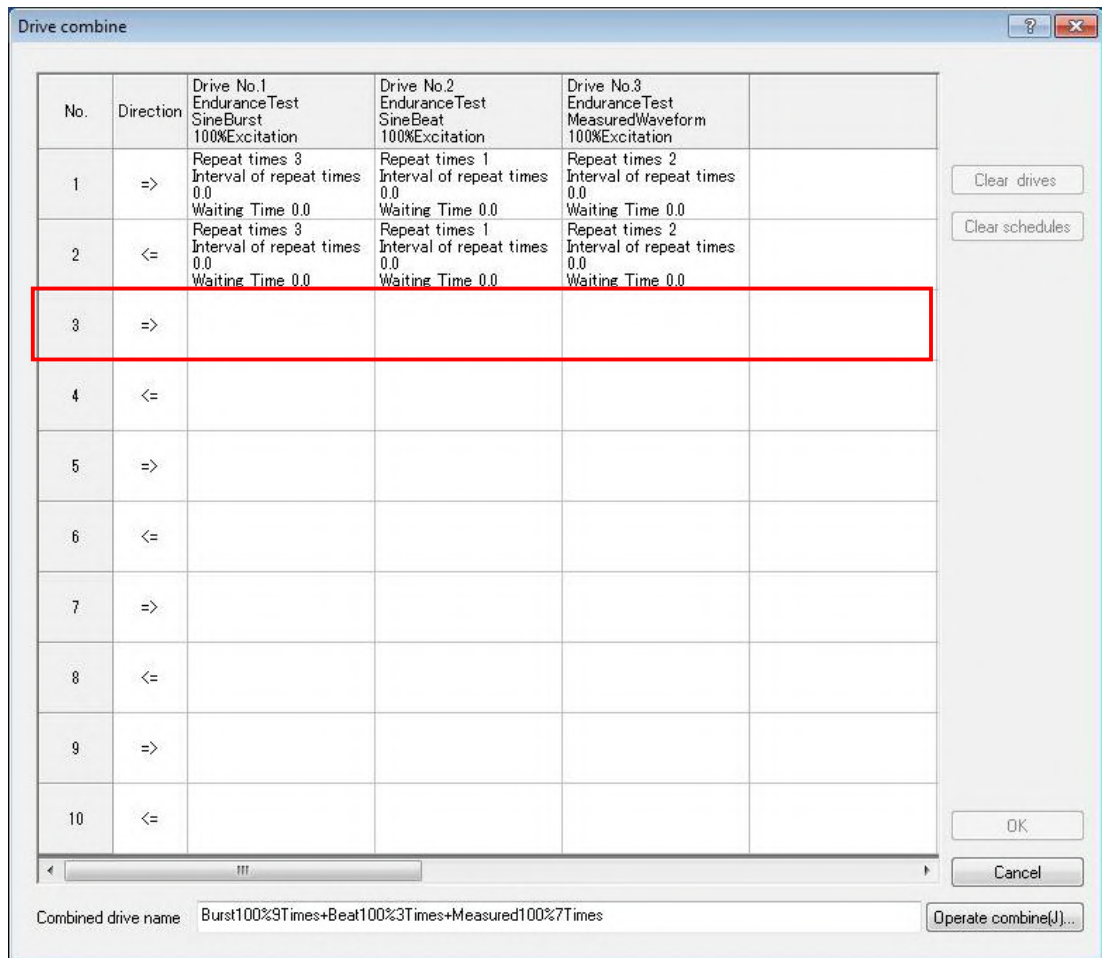 Drive combine
No. Direction Drive No.1 EnduranceTest SineBurst 100%Excitation Drive No.2 EnduranceTest SineBeat 100%Excitation Drive No.3 EnduranceTest MeasuredWaveform 100%Excitation
1 => Repeat times 3 Interval of repeat times 0.0 Waiting Time 0.0 Repeat times 1 Interval of repeat times 0.0 Waiting Time 0.0 Repeat times 2 Interval of repeat times 0.0 Waiting Time 0.0
Clear drives
Clear schedules
2 <= Repeat times 3 Interval of repeat times 0.0 Waiting Time 0.0 Repeat times 1 Interval of repeat times 0.0 Waiting Time 0.0 Repeat times 2 Interval of repeat times 0.0 Waiting Time 0.0
3 =>
4 <=
5 =>
6 <=
7 =>
8 <=
9 =>
10 <=
OK
Cancel
Combined drive name Burst100%9Times+Beat100%3Times+Measured100%7Times Operate combine(J)...